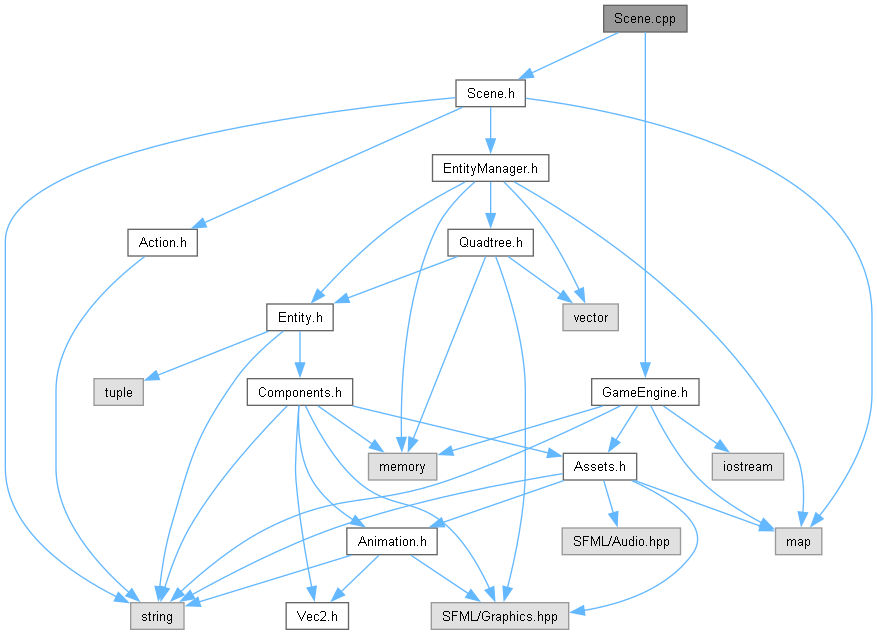 Scene.cpp
Scene.h
EntityManager.h
Action.h
Quadtree.h
Entity.h
vector
tuple
Components.h
GameEngine.h
memory
Assets.h
iostream
Animation.h
SFML/Audio.hpp
map
string
Vec2.h
SFML/Graphics.hpp